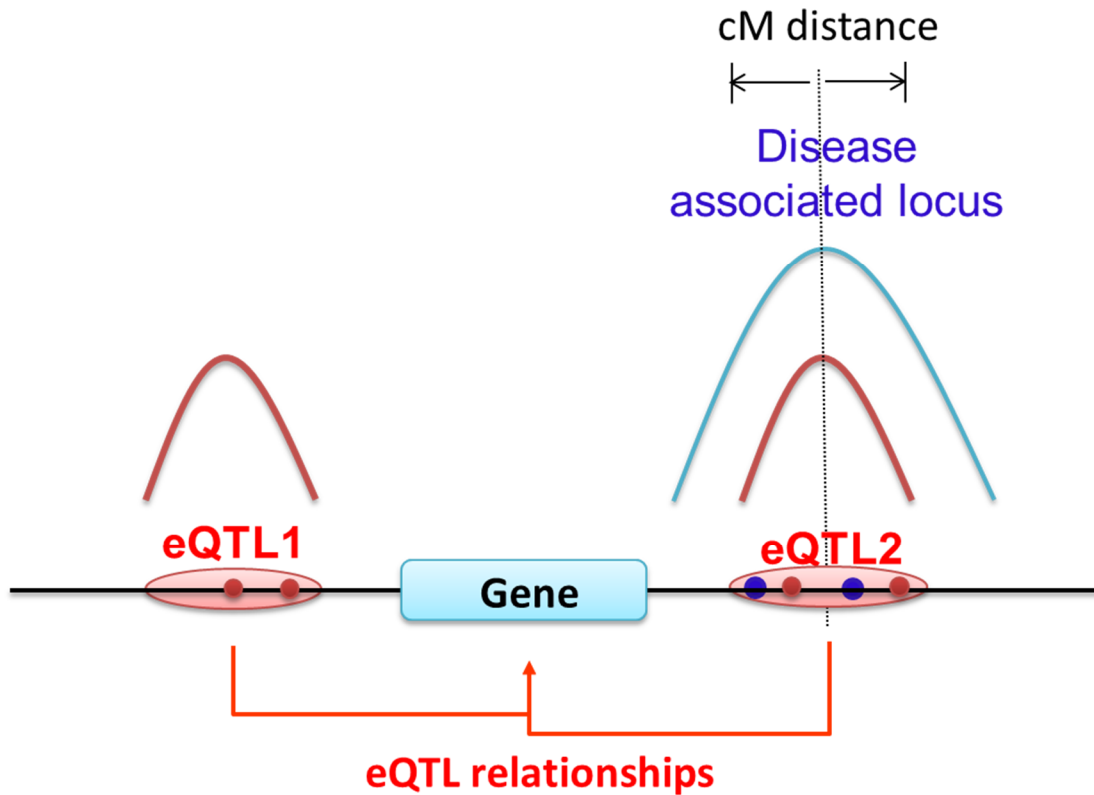 cM distance
Disease
associated locus
eQTL1
eQTL2
Gene
eQTL relationships